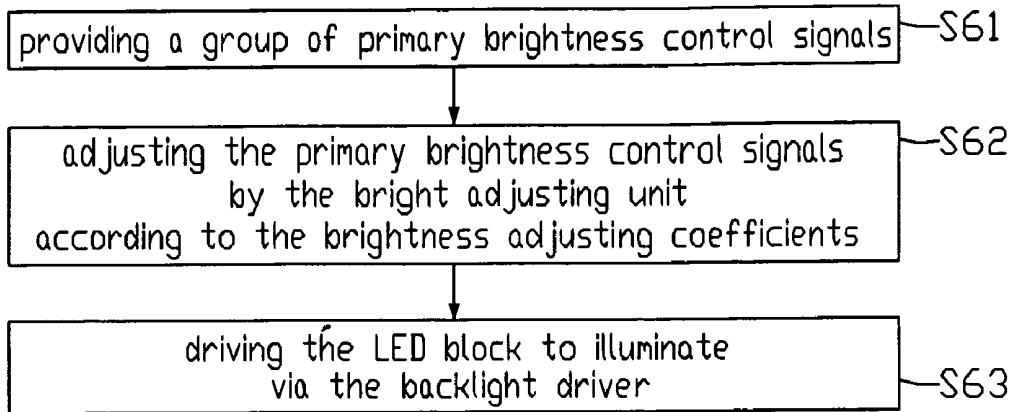 providing a group of primary brightness control signals
S61
adjusting the primary brightness control signals
by the bright adjusting unit
according to the brightness adjusting coefficients
S62
driving the LED block to illuminate
via the backlight driver
S63